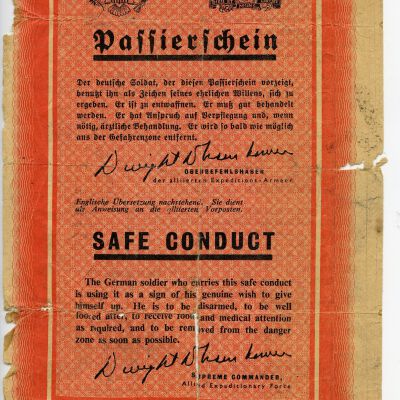 Passierschein
Der deutsche Soldat, der diesen Passierschein vorzeigt,
benutzt ihn als Zeichen seines ehrlichen Willens, sich zu
ergeben. Er ist zu entwaffnen. Er muß gut behandelt
werden. Er hat Anspruch auf Verpflegung und, wenn
nötig, ärztliche Behandlung. Er wird so bald wie möglich
aus der Gefahrenzone entfernt.
Dwight D Eisenhower
OBERBEFEHLSHABER
der alliierten Expeditions-Armeen
Englische Übersetzung nachstehend. Sie dient
als Anweisung an die alliierten Vorposten.
SAFE CONDUCT
The German soldier who carries this safe conduct
is using it as a sign of his genuine wish to give
himself up. He is to be disarmed, to be well
looked after, to receive food and medical attention
as required, and to be removed from the danger
zone as soon as possible.
Dwight D Eisenhower
SUPREME COMMANDER,
Allied Expeditionary Force